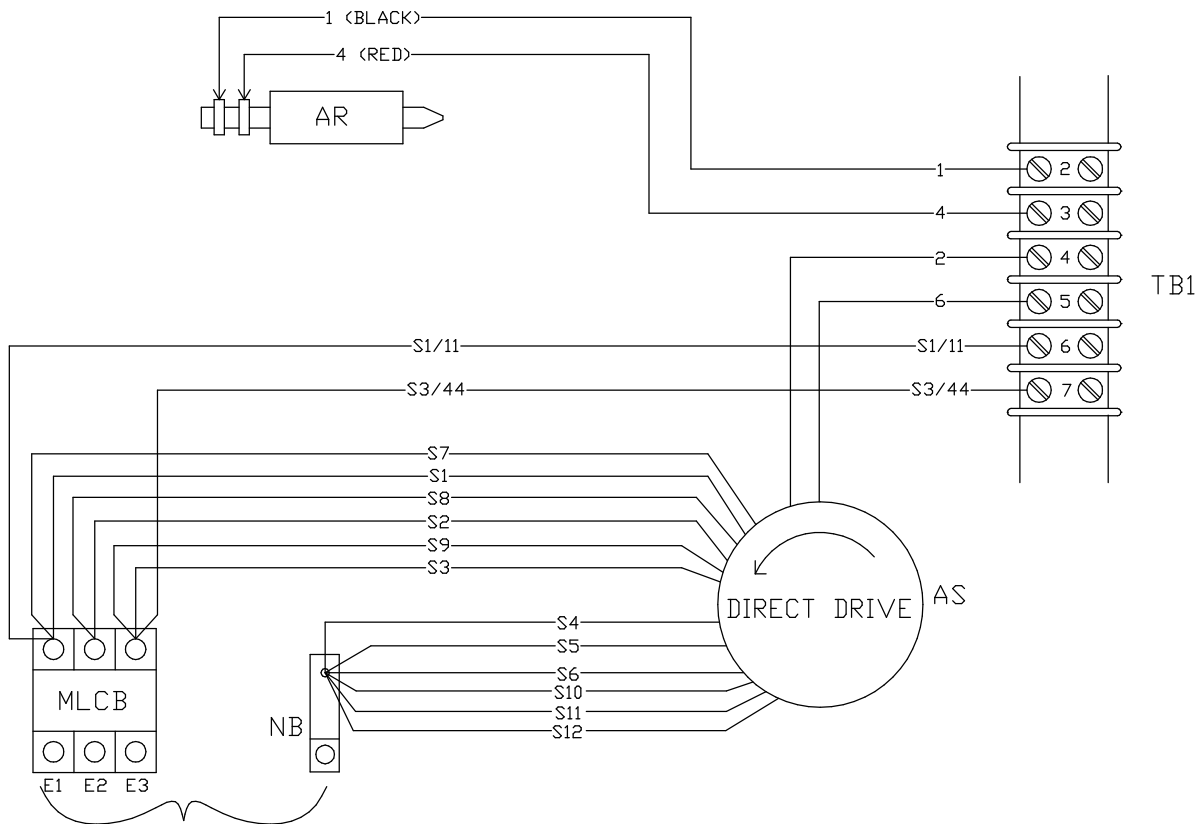 1 (BLACK)
4 (RED)
AR
1
2
4
3
2
4
TB1
6
5
S1/11
S1/11
6
S3/44
S3/44
7
S7
S1
S8
S2
S9
S3
AS
DIRECT DRIVE
S4
S5
S6
S10
S11
S12
MLCB
NB
E1
E2
E3